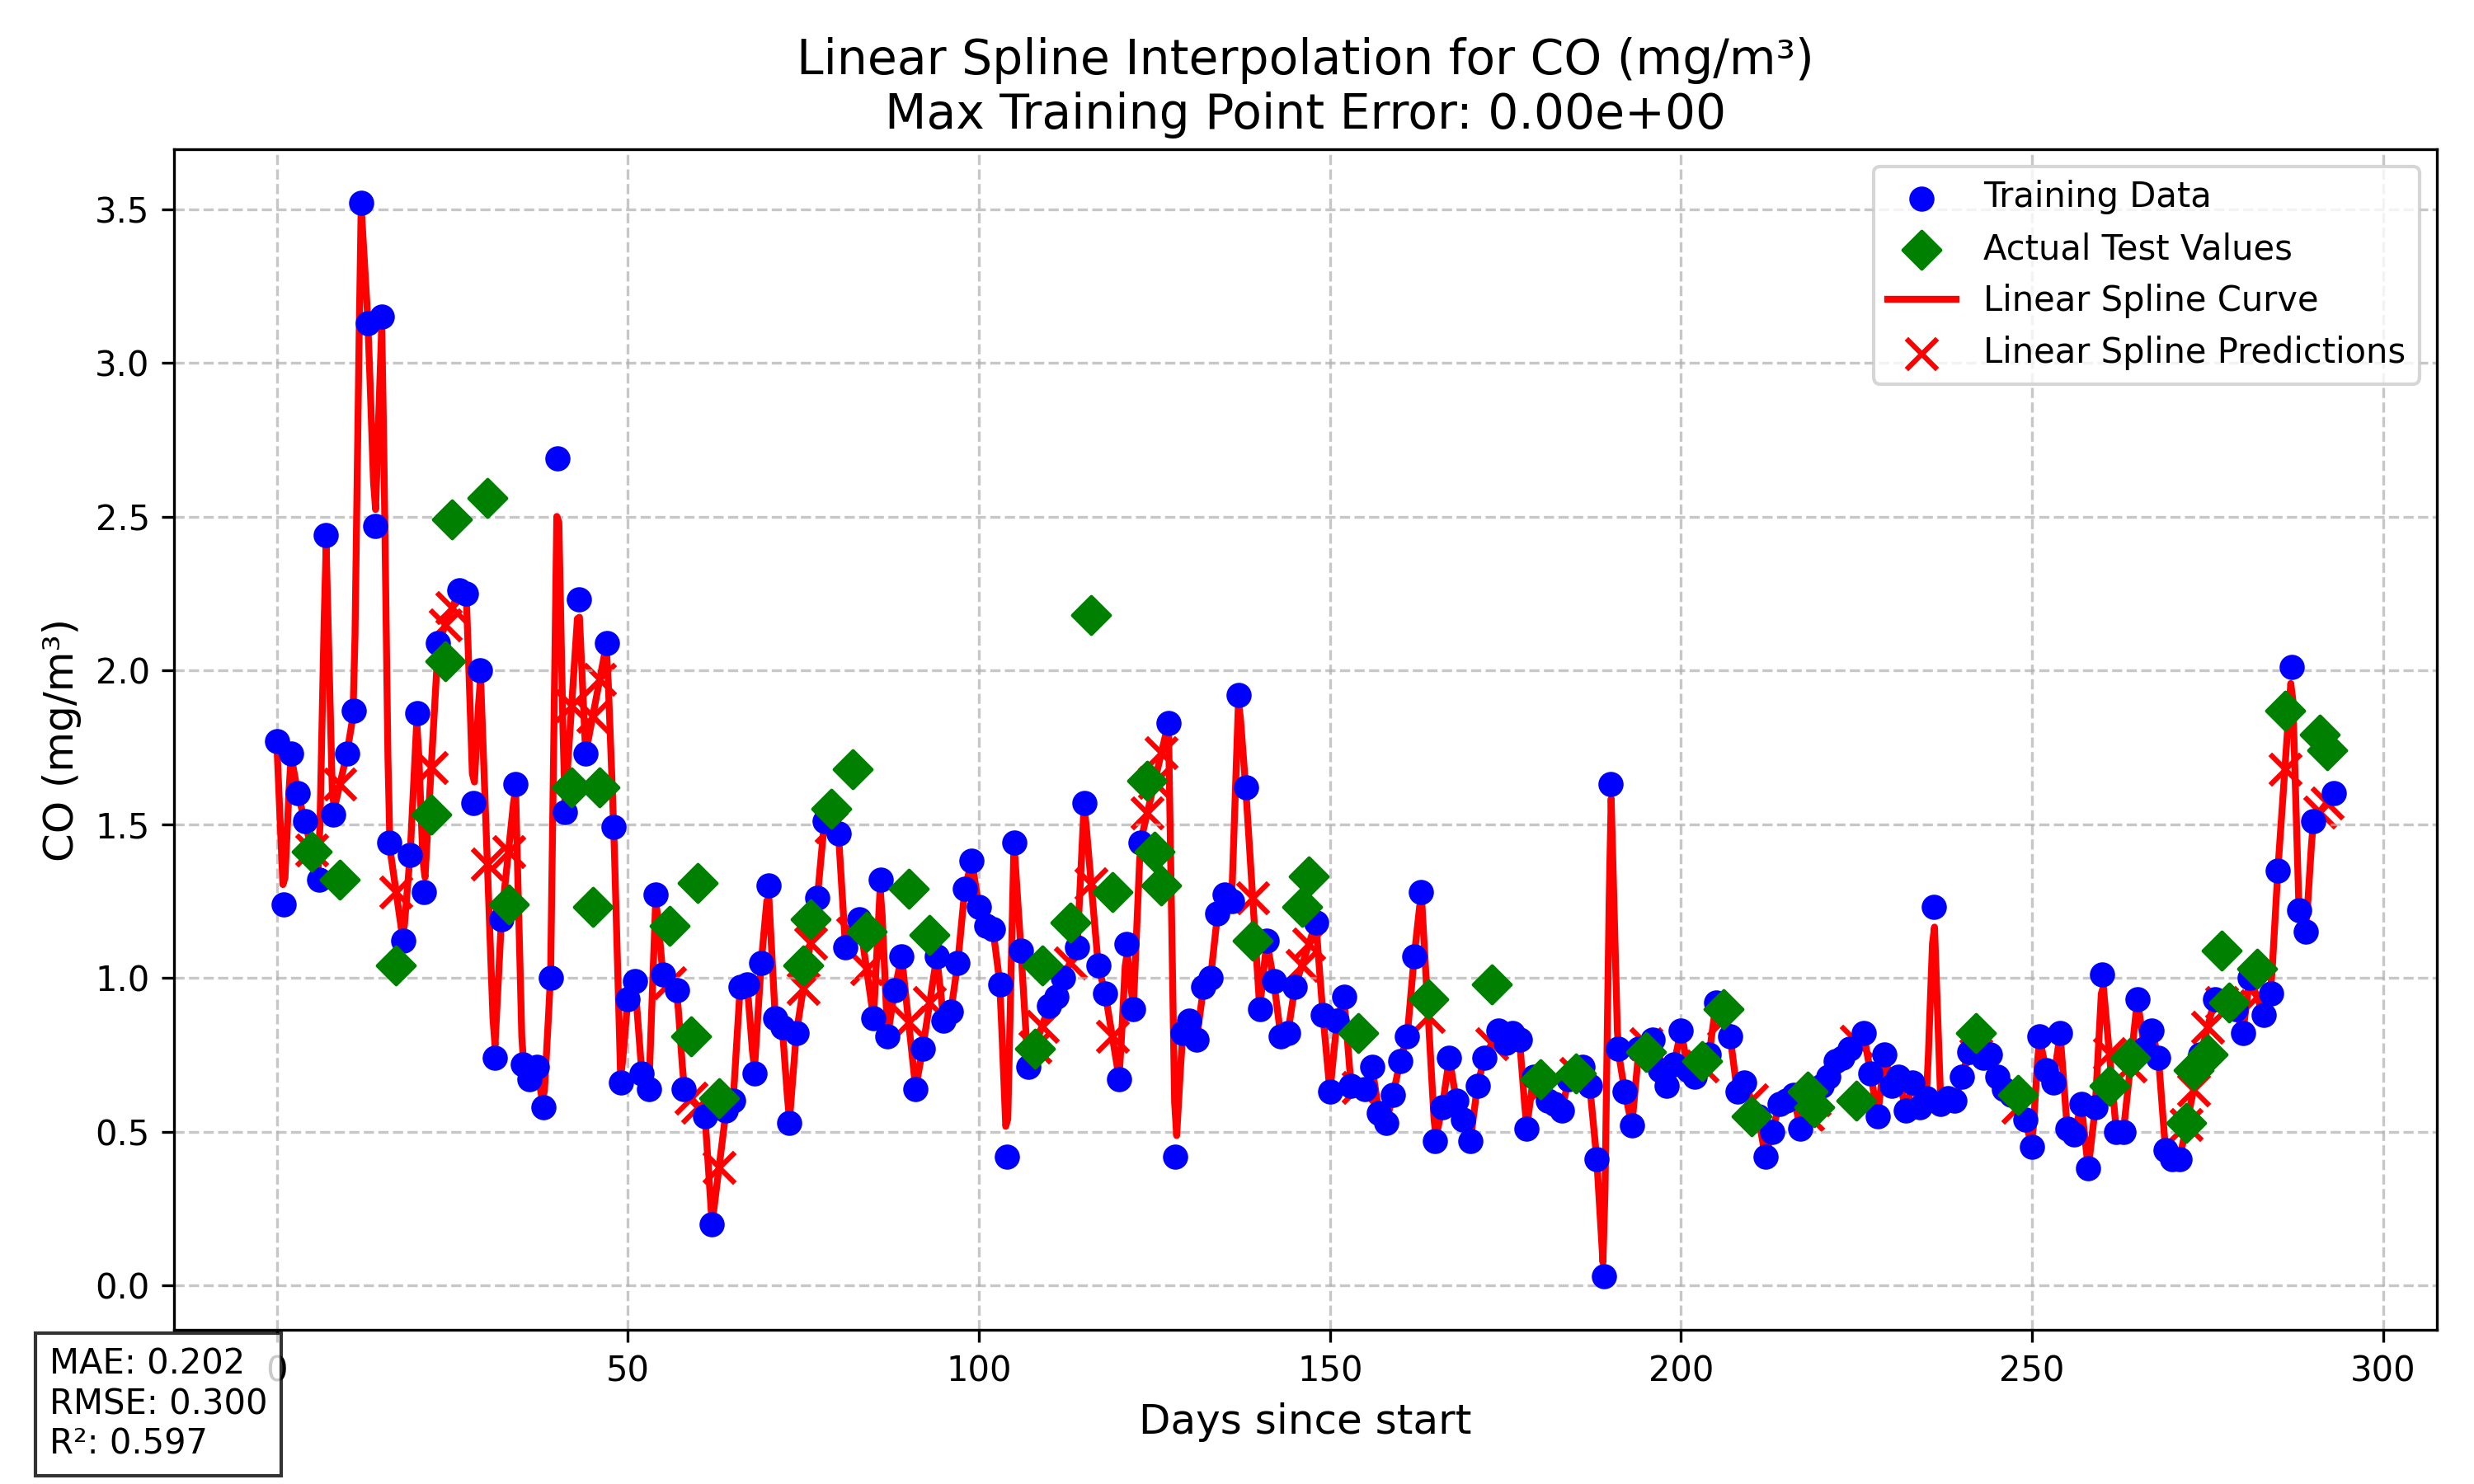 Linear Spline Interpolation for CO (mg/m³)
Max Training Point Error: 0.00e+00
Training Data
Actual Test Values
Linear Spline Curve
Linear Spline Predictions
CO (mg/m³)
3.5
3.0
2.5
2.0
1.5
1.0
0.5
0.0
0
50
100
150
200
250
300
Days since start
MAE: 0.202
RMSE: 0.300
R²: 0.597